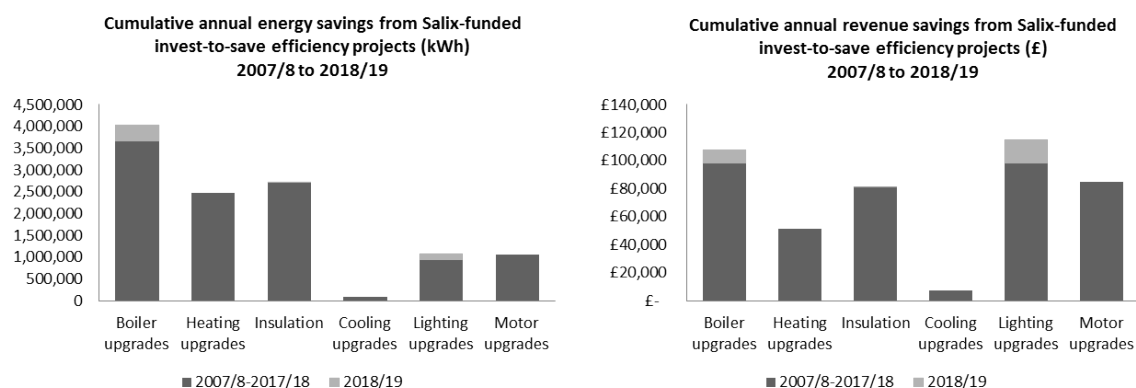 Cumulative annual energy savings from Salix-funded
invest-to-save efficiency projects (kWh)
2007/8 to 2018/19
4,500,000
4,000,000
3,500,000
3,000,000
2,500,000
2,000,000
1,500,000
1,000,000
500,000
0
Boiler upgrades
Heating upgrades
Insulation
Cooling upgrades
Lighting upgrades
Motor upgrades
2007/8-2017/18
2018/19
Cumulative annual revenue savings from Salix-funded
invest-to-save efficiency projects (£)
2007/8 to 2018/19
£140,000
£120,000
£100,000
£80,000
£60,000
£40,000
£20,000
£-
Boiler upgrades
Heating upgrades
Insulation
Cooling upgrades
Lighting upgrades
Motor upgrades
2007/8-2017/18
2018/19